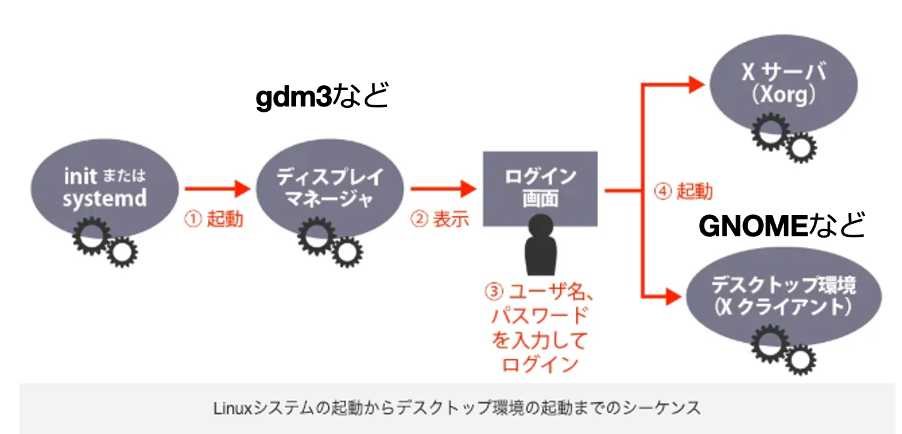 gdm3など
init または
systemd
① 起動
ディスプレイ
マネージャ
② 表示
ログイン
画面
③ ユーザ名、
パスワード
を入力して
ログイン
④ 起動
X サーバ
（Xorg）
GNOMEなど
デスクトップ環境
（X クライアント）
Linuxシステムの起動からデスクトップ環境の起動までのシーケンス